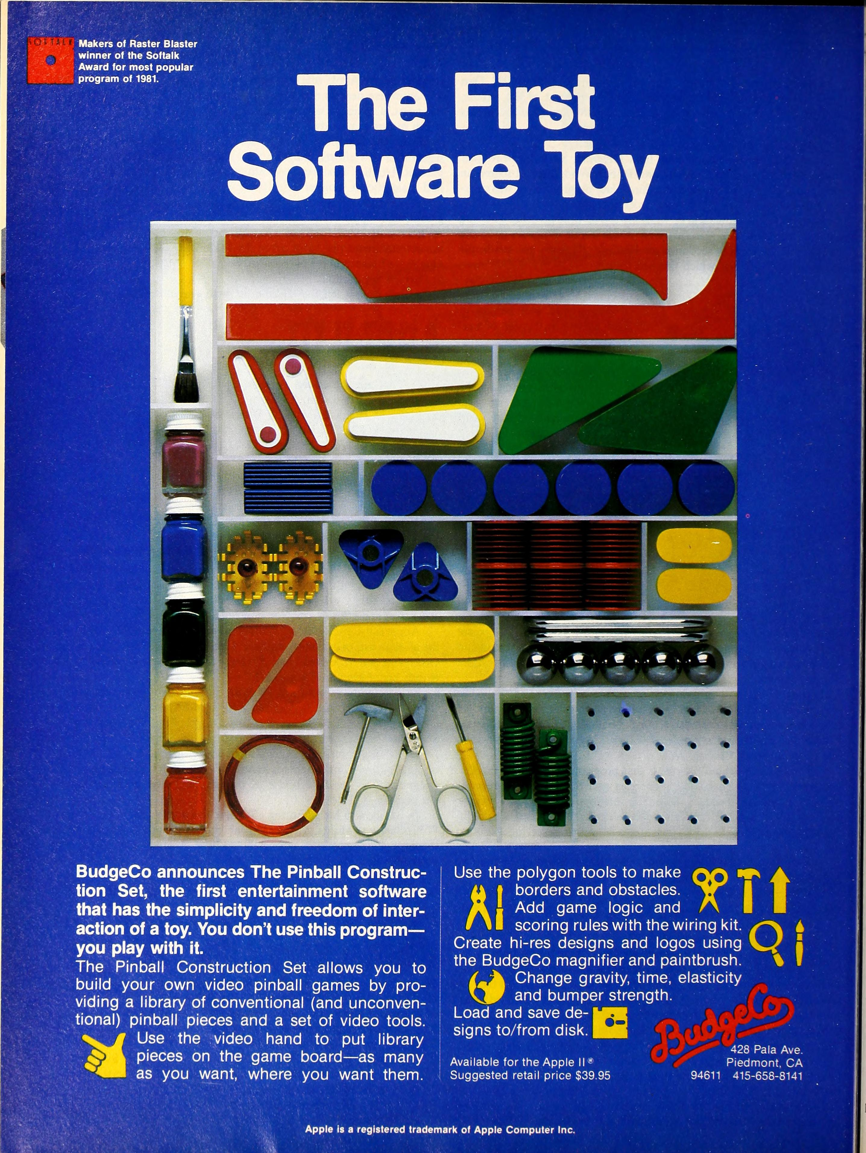 SOFTALK
Makers of Raster Blaster
winner of the Softalk
Award for most popular
program of 1981.
The First
Software Toy
BudgeCo announces The Pinball Construc-
tion Set, the first entertainment software
that has the simplicity and freedom of inter-
action of a toy. You don't use this program—
you play with it.
The Pinball Construction Set allows you to
build your own video pinball games by pro-
viding a library of conventional (and unconven-
tional) pinball pieces and a set of video tools.
Use the video hand to put library
pieces on the game board—as many
as you want, where you want them.
Use the polygon tools to make
borders and obstacles.
Add game logic and
scoring rules with the wiring kit.
Create hi-res designs and logos using
the BudgeCo magnifier and paintbrush.
Change gravity, time, elasticity
and bumper strength.
Load and save de-
signs to/from disk.
BudgeCo
428 Pala Ave.
Piedmont, CA
94611 415-658-8141
Available for the Apple II®
Suggested retail price $39.95
Apple is a registered trademark of Apple Computer Inc.